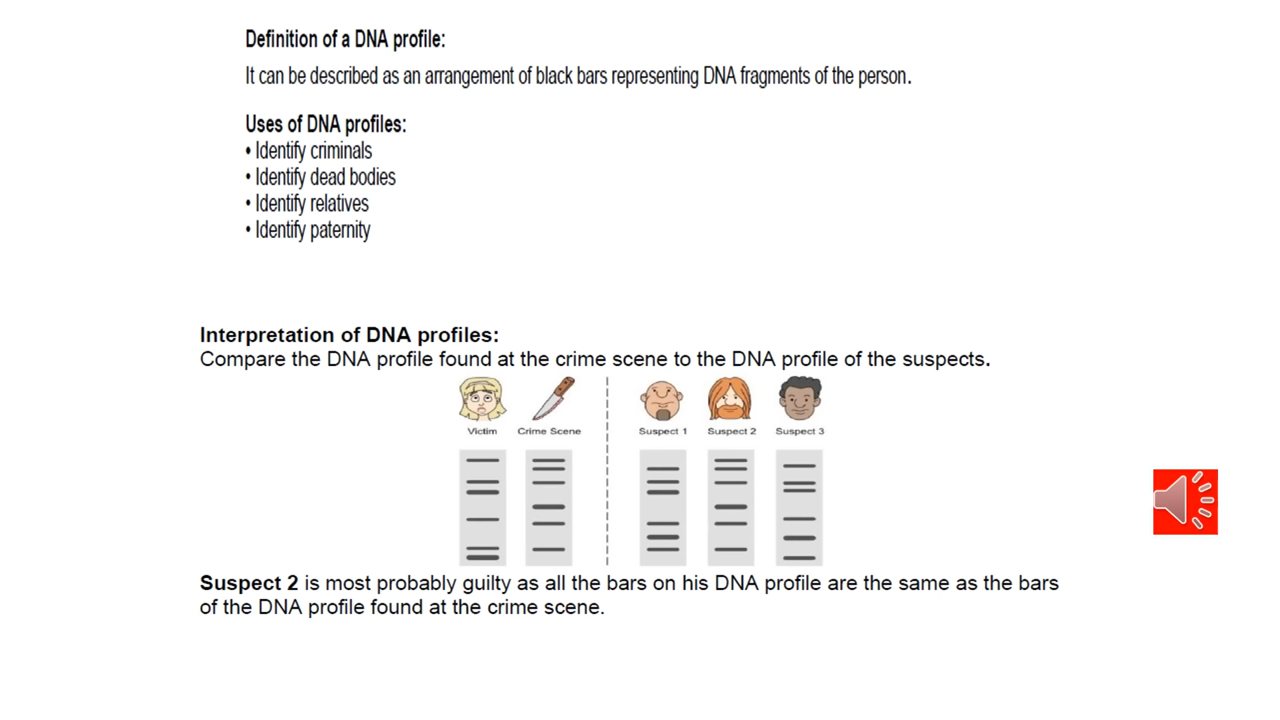 Definition of a DNA profile:
It can be described as an arrangement of black bars representing DNA fragments of the person.
Uses of DNA profiles:
• Identify criminals
• Identify dead bodies
• Identify relatives
• Identify paternity
Interpretation of DNA profiles:
Compare the DNA profile found at the crime scene to the DNA profile of the suspects.
Victim Crime Scene Suspect 1 Suspect 2 Suspect 3
Suspect 2 is most probably guilty as all the bars on his DNA profile are the same as the bars
of the DNA profile found at the crime scene.